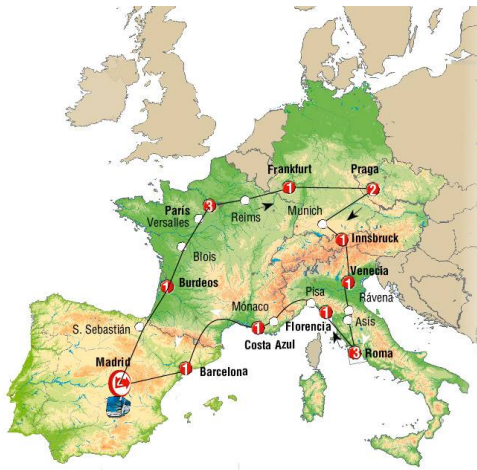 Frankfurt
1
Praga
2
París
3
Versalles
Reims
Munich
Innsbruck
1
Blois
Venecia
1
Burdeos
1
Rávena
Mónaco
Pisa
Asís
S. Sebastián
Florencia
1
Costa Azul
1
Roma
3
Madrid
Barcelona
1